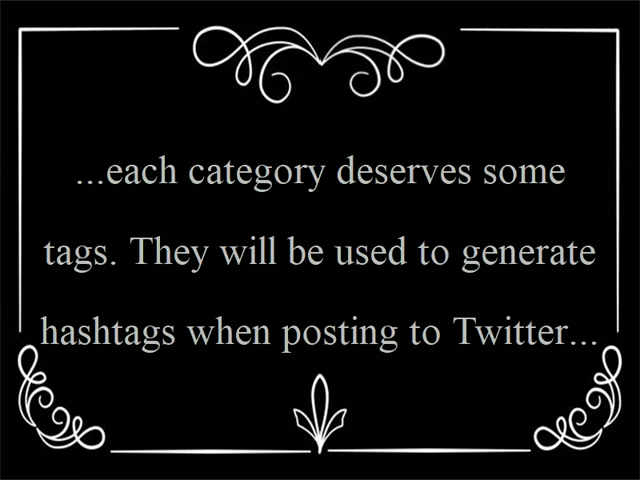 ...each category deserves some
tags. They will be used to generate
hashtags when posting to Twitter...